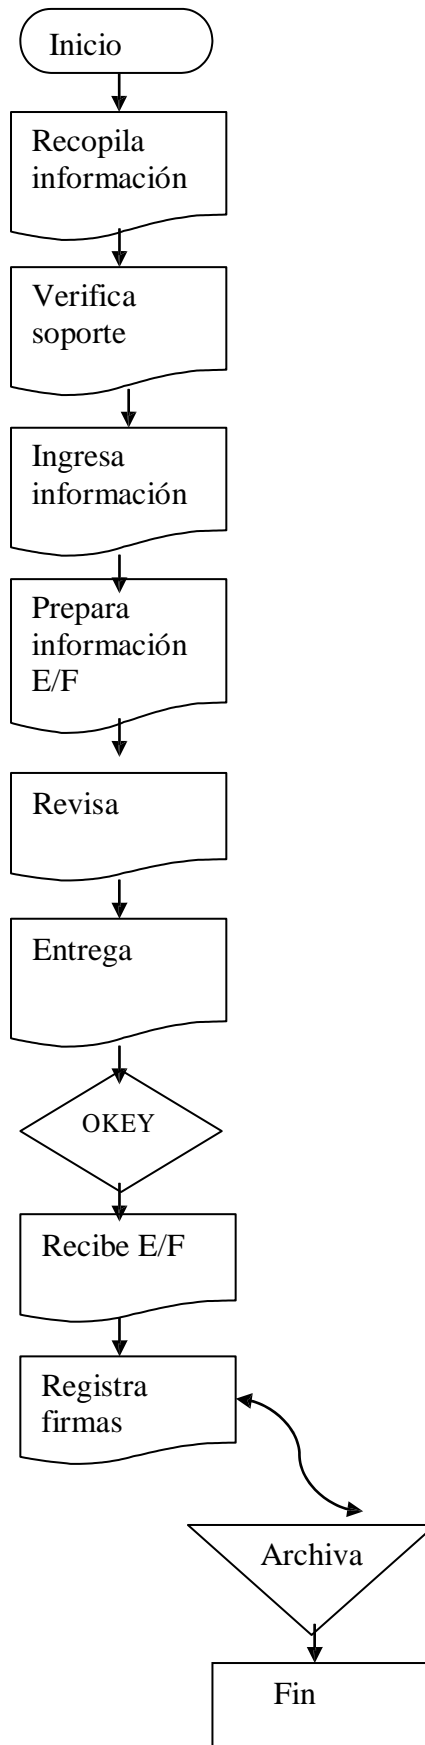 Inicio
Recopila
información
Verifica
soporte
Ingresa
información
Prepara
información
E/F
Revisa
Entrega
OKEY
Recibe E/F
Registra
firmas
Archiva
Fin